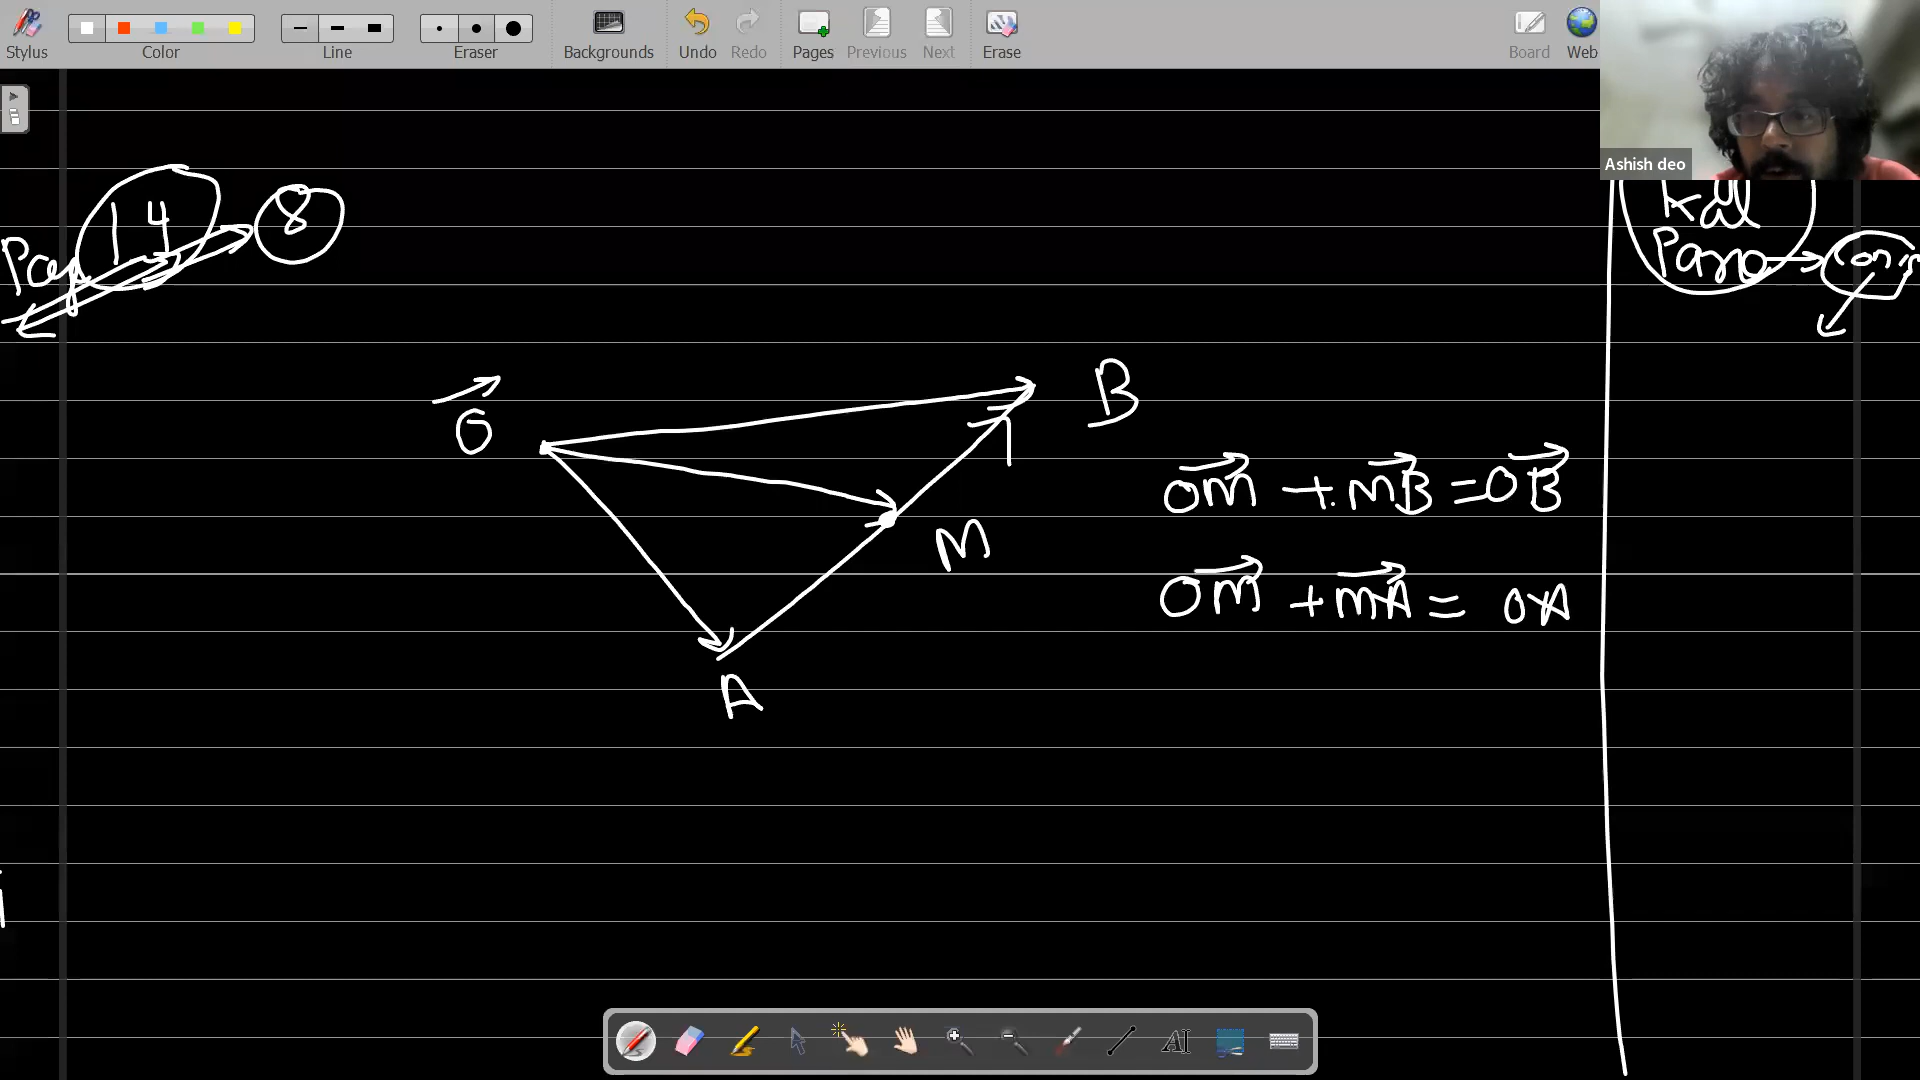 Stylus Color Line Eraser Backgrounds Undo Redo Pages Previous Next Erase Board Web
Ashish deo
Kal
14 8
B
O
OM + MB = OB
M
OM + MA = OA
A